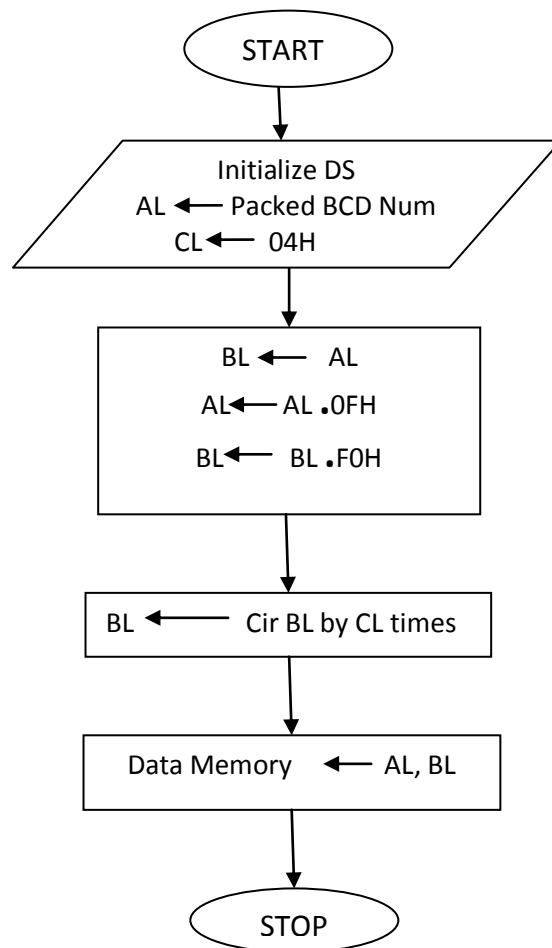 START
Initialize DS
AL ← Packed BCD Num
CL ← 04H
BL ← AL
AL ← AL .0FH
BL ← BL .F0H
BL ← Cir BL by CL times
Data Memory ← AL, BL
STOP